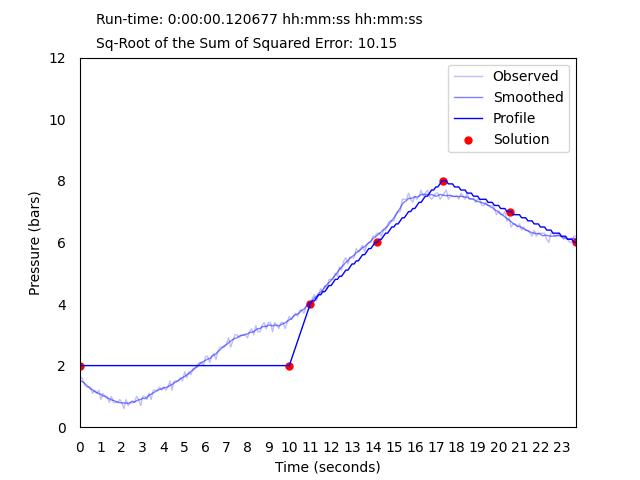 Run-time: 0:00:00.120677 hh:mm:ss hh:mm:ss
Sq-Root of the Sum of Squared Error: 10.15
12
10
8
6
4
2
0
Pressure (bars)
Observed
Smoothed
Profile
Solution
0 1 2 3 4 5 6 7 8 9 10 11 12 13 14 15 16 17 18 19 20 21 22 23
Time (seconds)